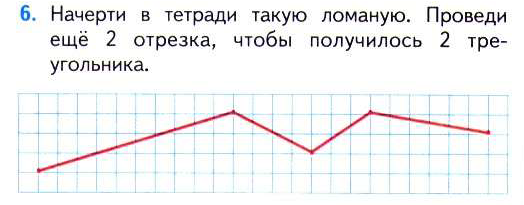 6. Начерти в тетради такую ломаную. Проведи
ещё 2 отрезка, чтобы получилось 2 тре-
угольника.